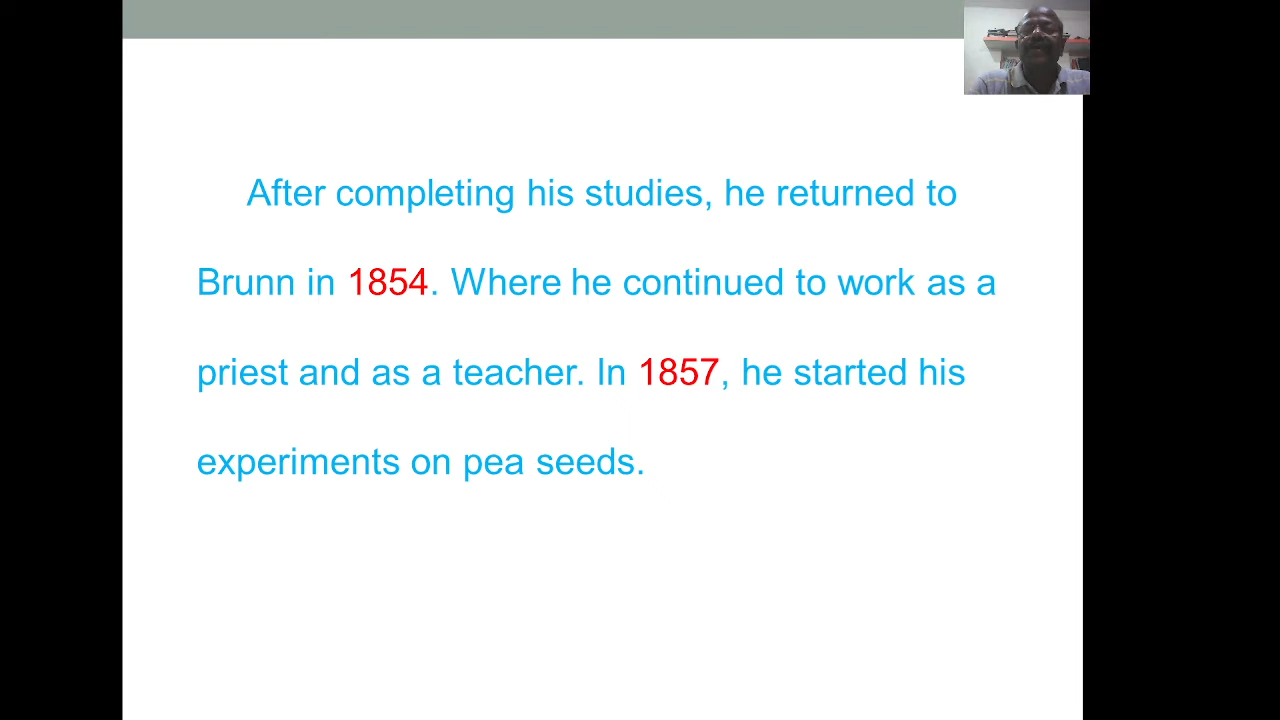 After completing his studies, he returned to
Brunn in 1854. Where he continued to work as a
priest and as a teacher. In 1857, he started his
experiments on pea seeds.